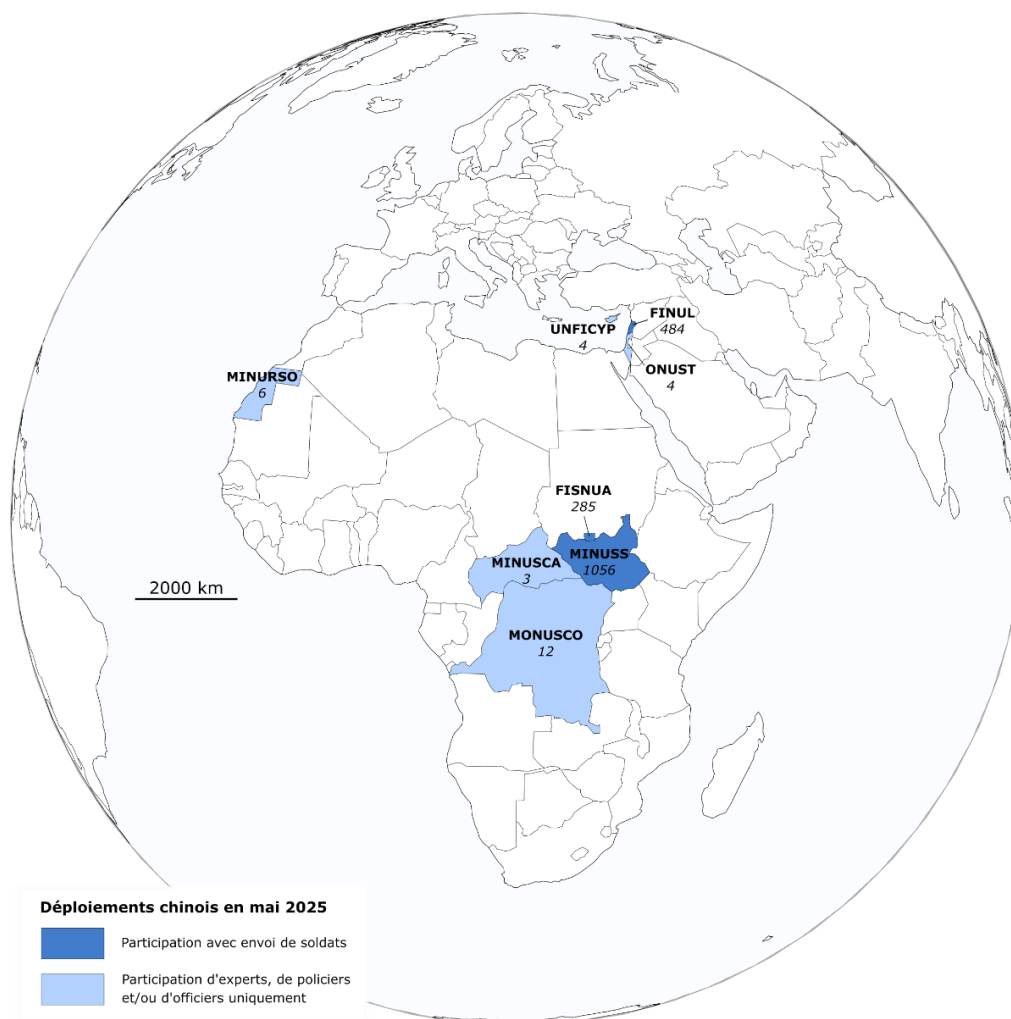 FINUL
484
UNFICYP
4
ONUST
4
MINURSO
6
FISNUA
285
MINUSS
1056
MINUSCA
3
2000 km
MONUSCO
12
Déploiements chinois en mai 2025
Participation avec envoi de soldats
Participation d'experts, de policiers
et/ou d'officiers uniquement